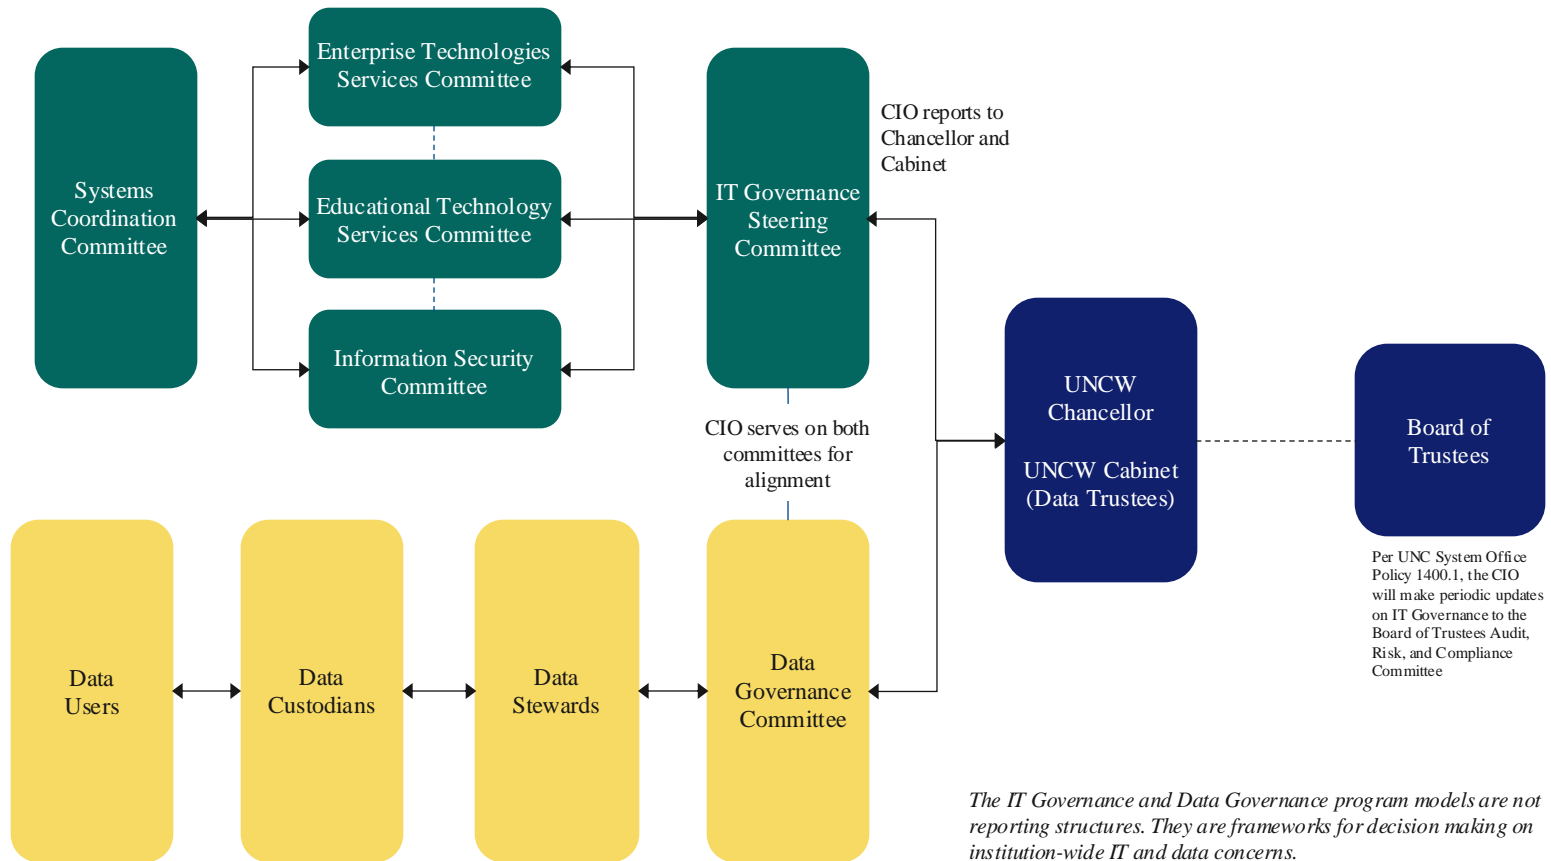 Enterprise Technologies
Services Committee
Systems
Coordination
Committee
Educational Technology
Services Committee
Information Security
Committee
IT Governance
Steering
Committee
CIO reports to
Chancellor and
Cabinet
CIO serves on both
committees for
alignment
UNCW
Chancellor
UNCW Cabinet
(Data Trustees)
Board of
Trustees
Per UNC System Office
Policy 1400.1, the CIO
will make periodic updates
on IT Governance to the
Board of Trustees Audit,
Risk, and Compliance
Committee
Data
Users
Data
Custodians
Data
Stewards
Data
Governance
Committee
The IT Governance and Data Governance program models are not
reporting structures. They are frameworks for decision making on
institution-wide IT and data concerns.